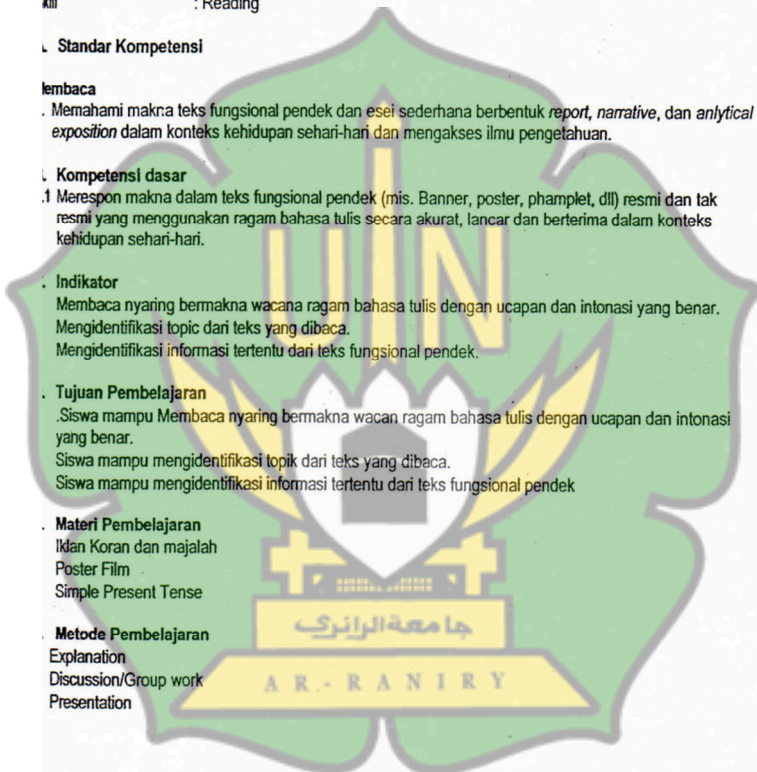 : Reading
Standar Kompetensi
. Memahami makna teks fungsional pendek dan esei sederhana berbentuk report, narrative, dan anlytical
exposition dalam konteks kehidupan sehari-hari dan mengakses ilmu pengetahuan.
. Kompetensi dasar
.1 Merespon makna dalam teks fungsional pendek (mis. Banner, poster, phamplet, dll) resmi dan tak
resmi yang menggunakan ragam bahasa tulis secara akurat, lancar dan berterima dalam konteks
kehidupan sehari-hari.
UIN
. Indikator
Membaca nyaring bermakna wacana ragam bahasa tulis dengan ucapan dan intonasi yang benar.
Mengidentifikasi topic dari teks yang dibaca.
Mengidentifikasi informasi tertentu dari teks fungsional pendek.
. Tujuan Pembelajaran
.Siswa mampu Membaca nyaring bermakna wacan ragam bahasa tulis dengan ucapan dan intonasi
yang benar.
Siswa mampu mengidentifikasi topik dari teks yang dibaca.
Siswa mampu mengidentifikasi informasi tertentu dari teks fungsional pendek
. Materi Pembelajaran
Iklan Koran dan majalah
Poster Film
Simple Present Tense
جامعة الرانري
. Metode Pembelajaran
Explanation
Discussion/Group work
AR-RANIRY
Presentation